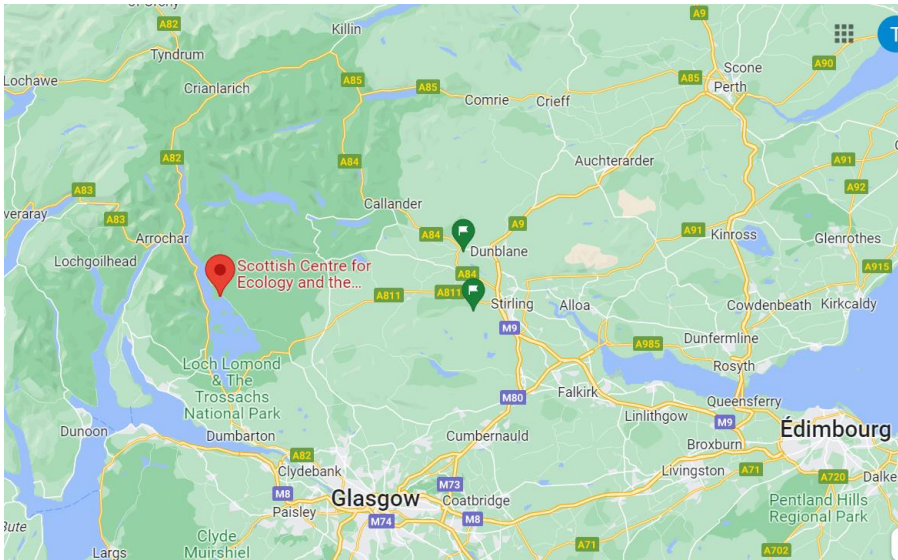 A82
Killin
A9
T
Tyndrum
Lochawe
Crianlarich
A85
A85
A85
Scone
A90
Perth
Comrie
Crieff
A82
A84
Auchterarder
A91
A83
A92
Callander
A83
A9
A84
Arrochar
A91
Kinross
Glenrothes
Dunblane
Lochgoilhead
Scottish Centre for
Ecology and the...
A84
A915
A811
A811
Stirling
Alloa
Cowdenbeath
Kirkcaldy
M9
Dunfermline
A985
Loch Lomond
& The
Trossachs
National Park
Rosyth
Falkirk
M80
Queensferry
Linlithgow
M9
Dunoon
Dumbarton
Cumbernauld
Broxburn
Édimbourg
A82
Clydebank
Livingston
A71
M73
A720
Dalke
M8
Glasgow
Coatbridge
Paisley
M74
M8
Pentland Hills
Regional Park
Bute
Clyde
Muirshiel
Largs
A71
A702